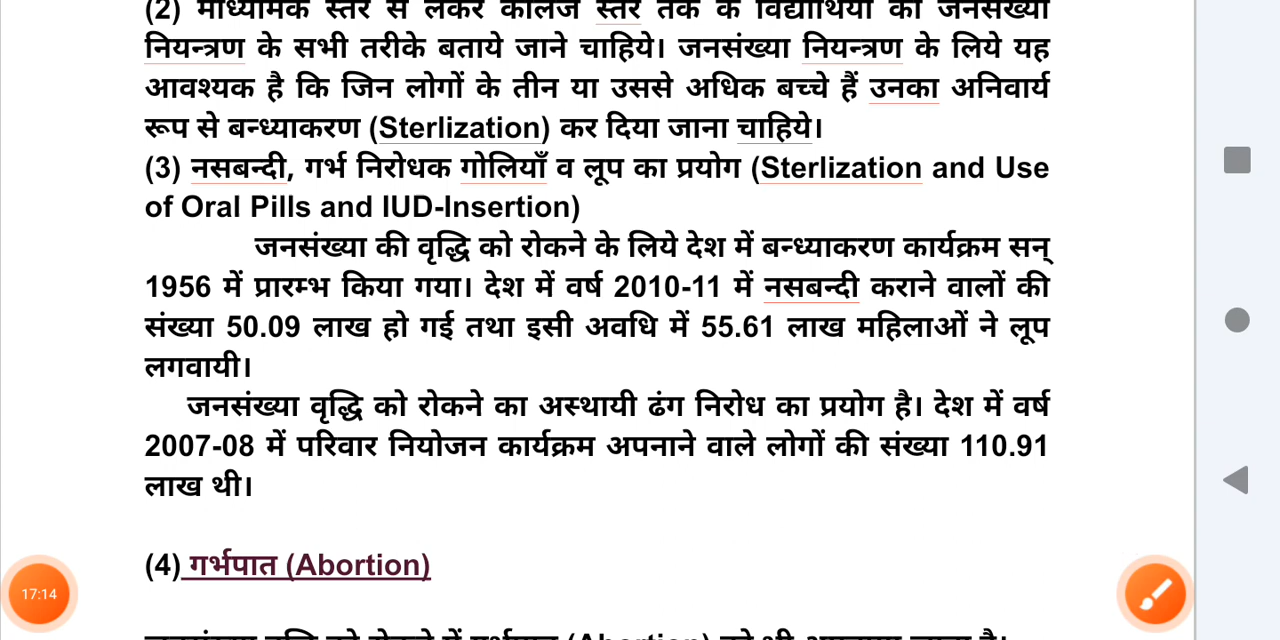 (2) माध्यमिक स्तर से लेकर कॉलेज स्तर तक के विद्यार्थियों को जनसंख्या
नियन्त्रण के सभी तरीके बताये जाने चाहिये। जनसंख्या नियन्त्रण के लिये यह
आवश्यक है कि जिन लोगों के तीन या उससे अधिक बच्चे हैं उनका अनिवार्य
रूप से बन्ध्याकरण (Sterlization) कर दिया जाना चाहिये।
(3) नसबन्दी, गर्भ निरोधक गोलियाँ व लूप का प्रयोग (Sterlization and Use
of Oral Pills and IUD-Insertion)
जनसंख्या की वृद्धि को रोकने के लिये देश में बन्ध्याकरण कार्यक्रम सन्
1956 में प्रारम्भ किया गया। देश में वर्ष 2010-11 में नसबन्दी कराने वालों की
संख्या 50.09 लाख हो गई तथा इसी अवधि में 55.61 लाख महिलाओं ने लूप
लगवायी।
जनसंख्या वृद्धि को रोकने का अस्थायी ढंग निरोध का प्रयोग है। देश में वर्ष
2007-08 में परिवार नियोजन कार्यक्रम अपनाने वाले लोगों की संख्या 110.91
लाख थी।
(4) गर्भपात (Abortion)
17:14